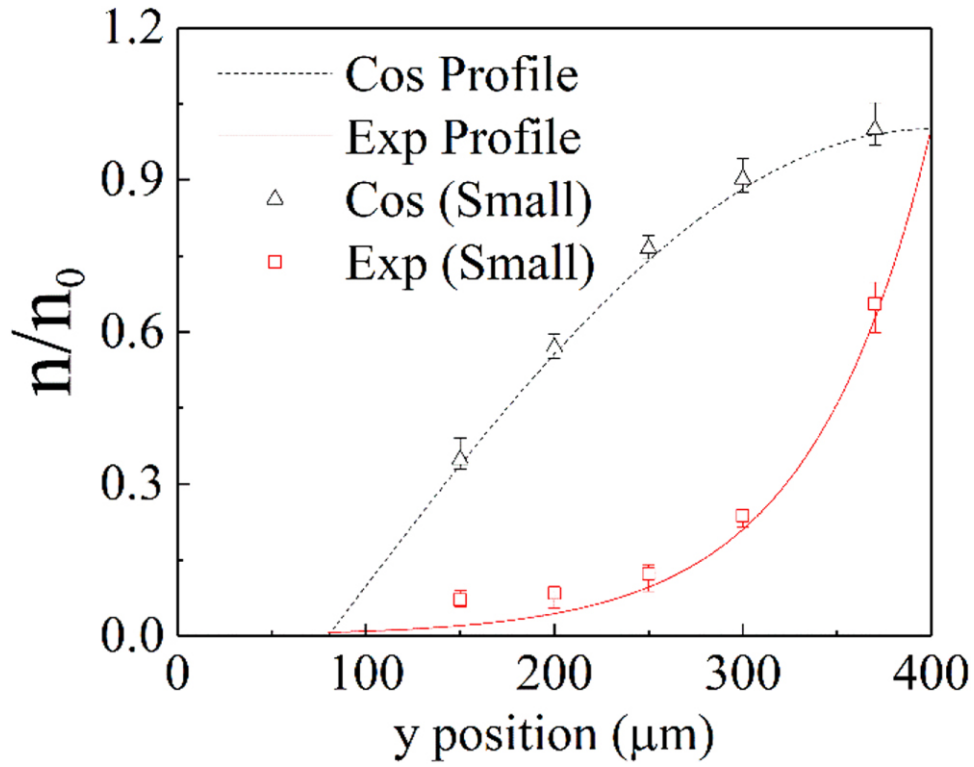 1.2
0.9
0.6
0.3
0.0
n/n₀
Cos Profile
Exp Profile
Cos (Small)
Exp (Small)
0 100 200 300 400
y position (μm)